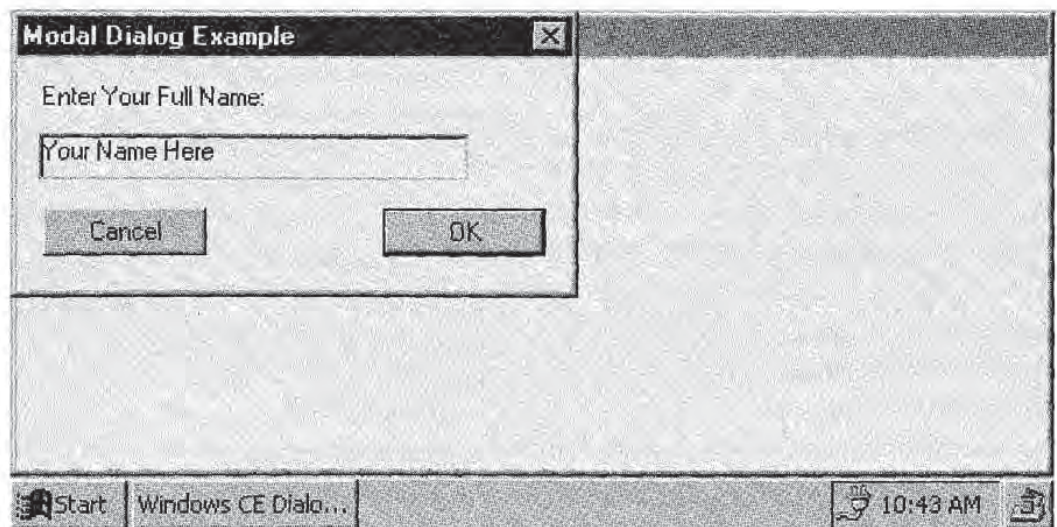 Modal Dialog Example
Enter Your Full Name:
Your Name Here
Cancel OK
Start Windows CE Dialo... 10:43 AM